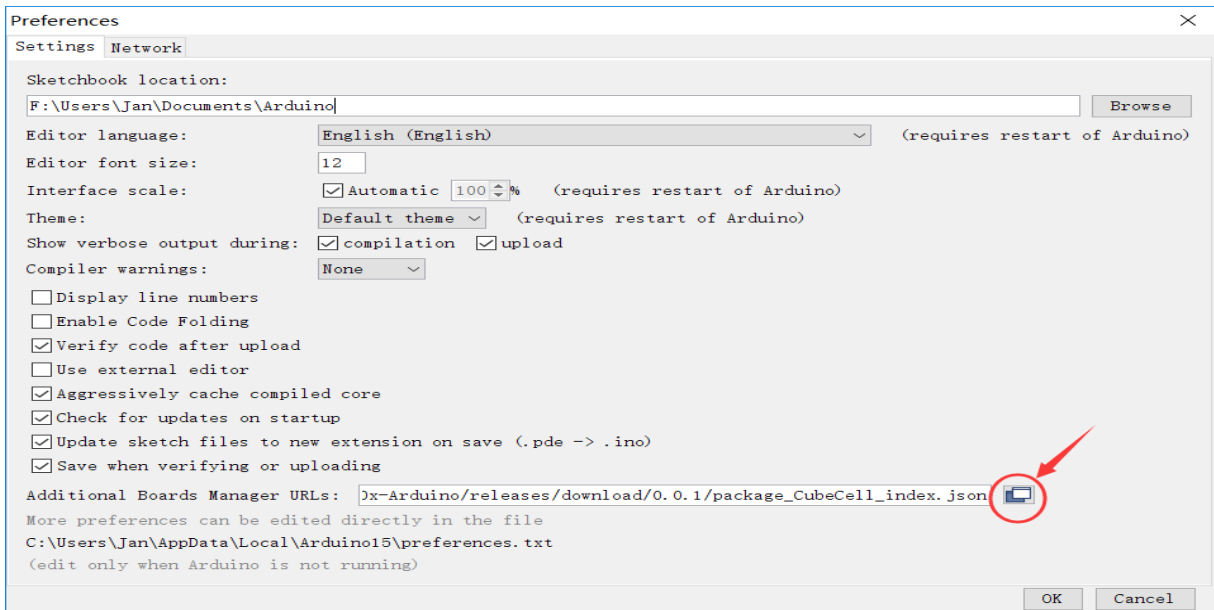 Preferences
Settings Network
Sketchbook location:
F:\Users\Jan\Documents\Arduino Browse
Editor language: English (English) (requires restart of Arduino)
Editor font size: 12
Interface scale: Automatic 100 % (requires restart of Arduino)
Theme: Default theme (requires restart of Arduino)
Show verbose output during: compilation upload
Compiler warnings: None
Display line numbers
Enable Code Folding
Verify code after upload
Use external editor
Aggressively cache compiled core
Check for updates on startup
Update sketch files to new extension on save (.pde -> .ino)
Save when verifying or uploading
Additional Boards Manager URLs: x-Arduino/releases/download/0.0.1/package_CubeCell_index.json
More preferences can be edited directly in the file
C:\Users\Jan\AppData\Local\Arduino15\preferences.txt
(edit only when Arduino is not running)
OK Cancel